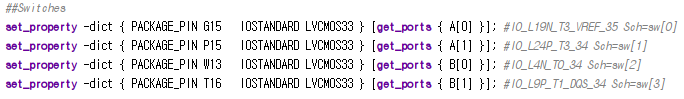 ##Switches
set_property -dict { PACKAGE_PIN G15   IOSTANDARD LVCMOS33 } [get_ports { A[0] }]; #IO_L19N_T3_VREF_35 Sch=sw[0]
set_property -dict { PACKAGE_PIN P15   IOSTANDARD LVCMOS33 } [get_ports { A[1] }]; #IO_L24P_T3_34 Sch=sw[1]
set_property -dict { PACKAGE_PIN W13   IOSTANDARD LVCMOS33 } [get_ports { B[0] }]; #IO_L4N_T0_34 Sch=sw[2]
set_property -dict { PACKAGE_PIN T16   IOSTANDARD LVCMOS33 } [get_ports { B[1] }]; #IO_L9P_T1_DQS_34 Sch=sw[3]